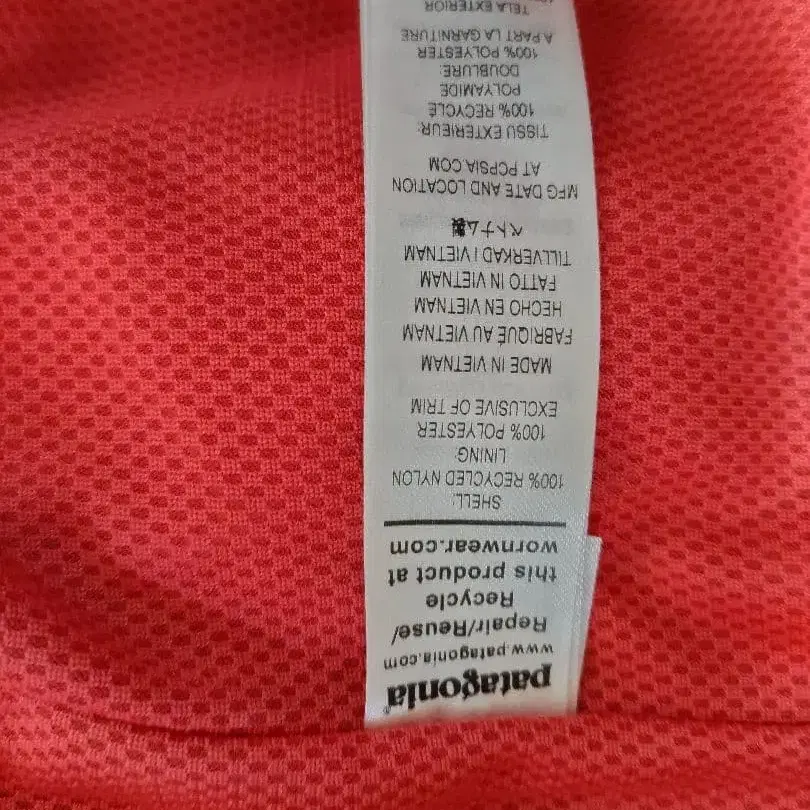 patagonia®
www.patagonia.com
Repair/Reuse/
Recycle
this product at
wornwear.com
SHELL:
100% RECYCLED NYLON
LINING:
100% POLYESTER
EXCLUSIVE OF TRIM
MADE IN VIETNAM
FABRIQUÉ AU VIETNAM
HECHO EN VIETNAM
FATTO IN VIETNAM
TILLVERKAD I VIETNAM
ベトナム製
MFG DATE AND LOCATION
AT PCPSIA.COM
TISSU EXTERIEUR:
100% RECYCLÉ
POLYAMIDE
DOUBLURE:
100% POLYESTER
A PART LA GARNITURE
TELA EXTERIOR